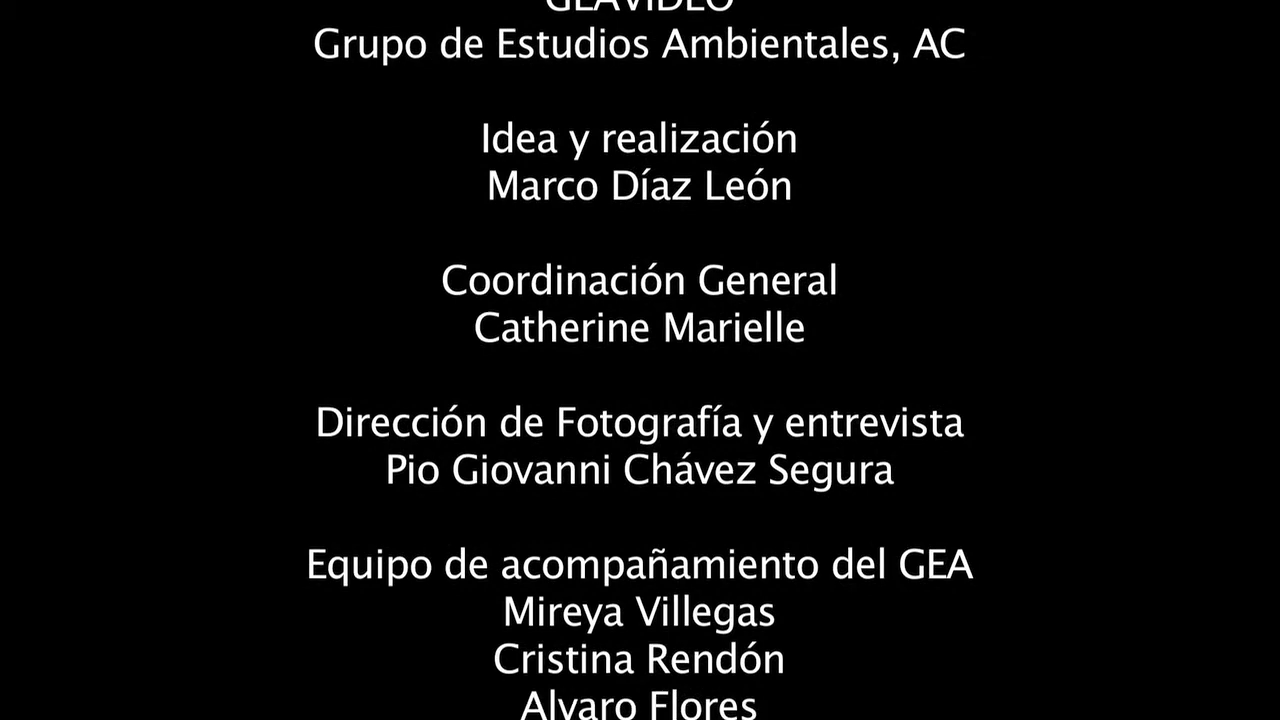 GEAVIDEO
Grupo de Estudios Ambientales, AC
Idea y realización
Marco Díaz León
Coordinación General
Catherine Marielle
Dirección de Fotografía y entrevista
Pio Giovanni Chávez Segura
Equipo de acompañamiento del GEA
Mireya Villegas
Cristina Rendón
Alvaro Flores